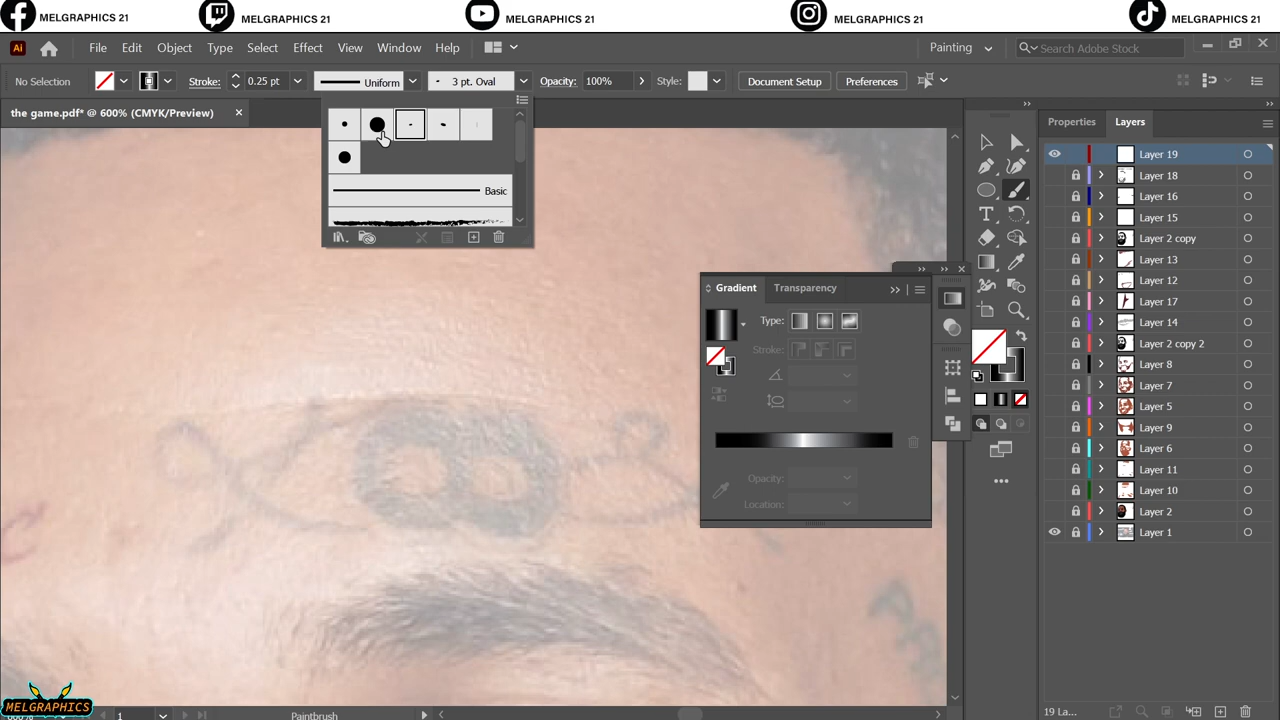 MELGRAPHICS 21 MELGRAPHICS 21 MELGRAPHICS 21 MELGRAPHICS 21 MELGRAPHICS 21
Ai File Edit Object Type Select Effect View Window Help Painting Search Adobe Stock
No Selection Stroke: 0.25 pt Uniform 3 pt. Oval Opacity: 100% Style: Document Setup Preferences
the game.pdf* @ 600% (CMYK/Preview)
Basic
Properties Layers
Layer 19
Layer 18
Layer 16
Layer 15
Layer 2 copy
Layer 13
Layer 12
Layer 17
Layer 14
Layer 2 copy 2
Layer 8
Layer 7
Layer 5
Layer 9
Layer 6
Layer 11
Layer 10
Layer 2
Layer 1
Gradient Transparency
Type:
Stroke:
Opacity:
Location:
MELGRAPHICS
1 Paintbrush 19 La...